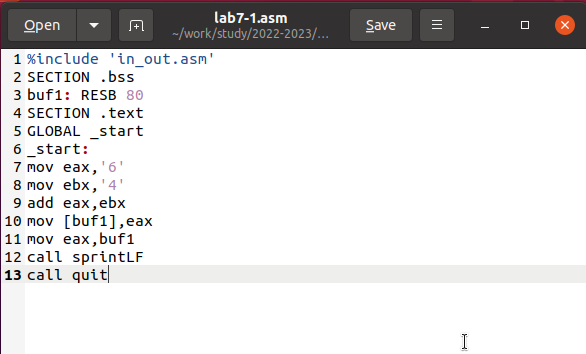 Open
lab7-1.asm
~/work/study/2022-2023/...
Save
1 %include 'in_out.asm'
2 SECTION .bss
3 buf1: RESB 80
4 SECTION .text
5 GLOBAL _start
6 _start:
7 mov eax,'6'
8 mov ebx,'4'
9 add eax,ebx
10 mov [buf1],eax
11 mov eax,buf1
12 call sprintLF
13 call quit